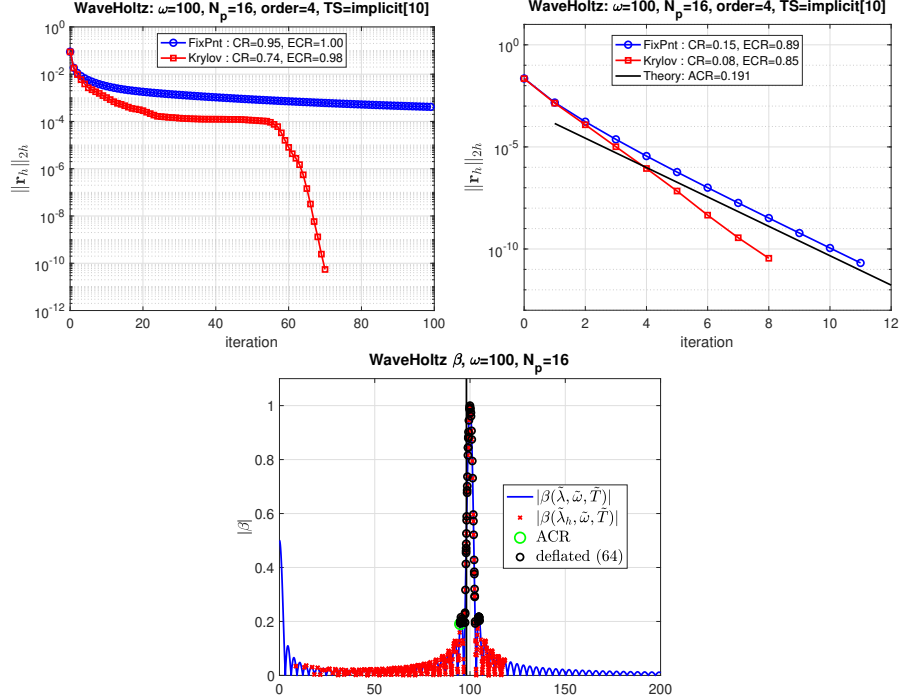 WaveHoltz: ω=100, N_p=16, order=4, TS=implicit[10]
10^0
10^-2
10^-4
10^-6
10^-8
10^-10
10^-12
||r_h||_2h
FixPnt : CR=0.95, ECR=1.00
Krylov : CR=0.74, ECR=0.98
0 20 40 60 80 100
iteration
WaveHoltz: ω=100, N_p=16, order=4, TS=implicit[10]
10^0
10^-5
10^-10
||r_h||_2h
FixPnt : CR=0.15, ECR=0.89
Krylov : CR=0.08, ECR=0.85
Theory: ACR=0.191
0 2 4 6 8 10 12
iteration
WaveHoltz β, ω=100, N_p=16
1
0.8
0.6
0.4
0.2
0
|β|
|β(λ̃, ω̃, T̃)|
|β(λ̃_h, ω̃, T̃)|
ACR
deflated (64)
0 50 100 150 200